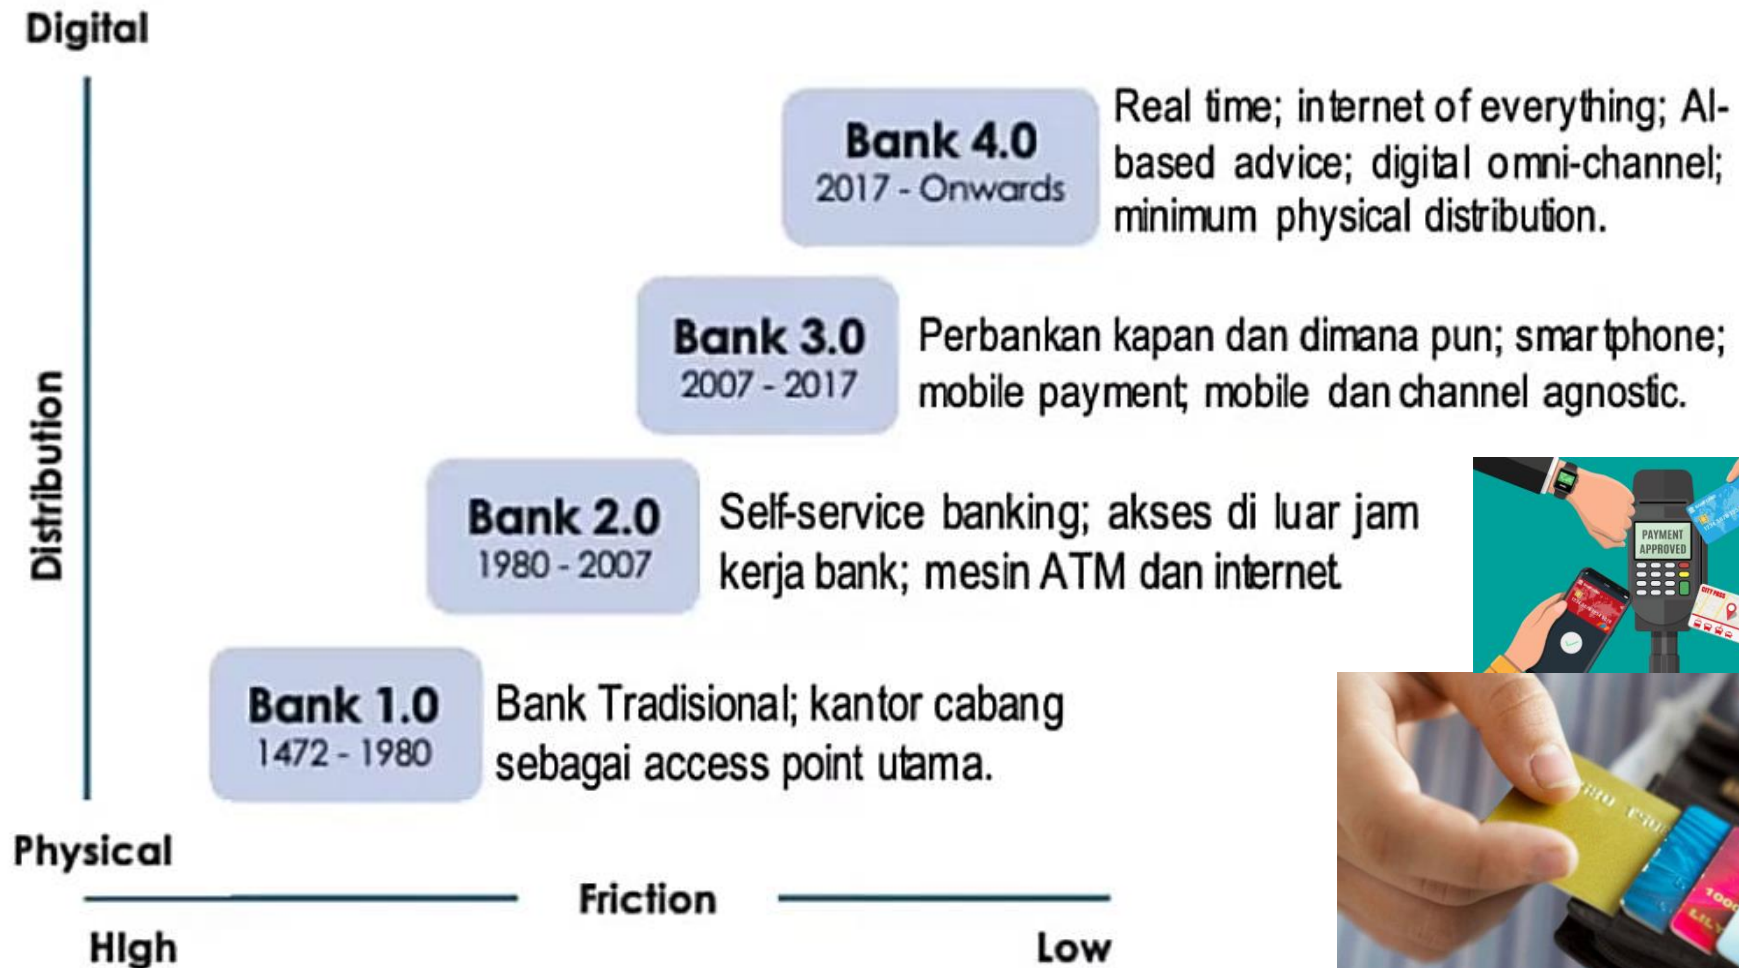 Digital
Bank 4.0
2017 - Onwards
Real time; internet of everything; AI-
based advice; digital omni-channel;
minimum physical distribution.
Bank 3.0
2007 - 2017
Perbankan kapan dan dimana pun; smartphone;
mobile payment; mobile dan channel agnostic.
Distribution
Bank 2.0
1980 - 2007
Self-service banking; akses di luar jam
kerja bank; mesin ATM dan internet.
PAYMENT
APPROVED
CITY PASS
Bank 1.0
1472 - 1980
Bank Tradisional; kantor cabang
sebagai access point utama.
Physical
Friction
HIgh
Low